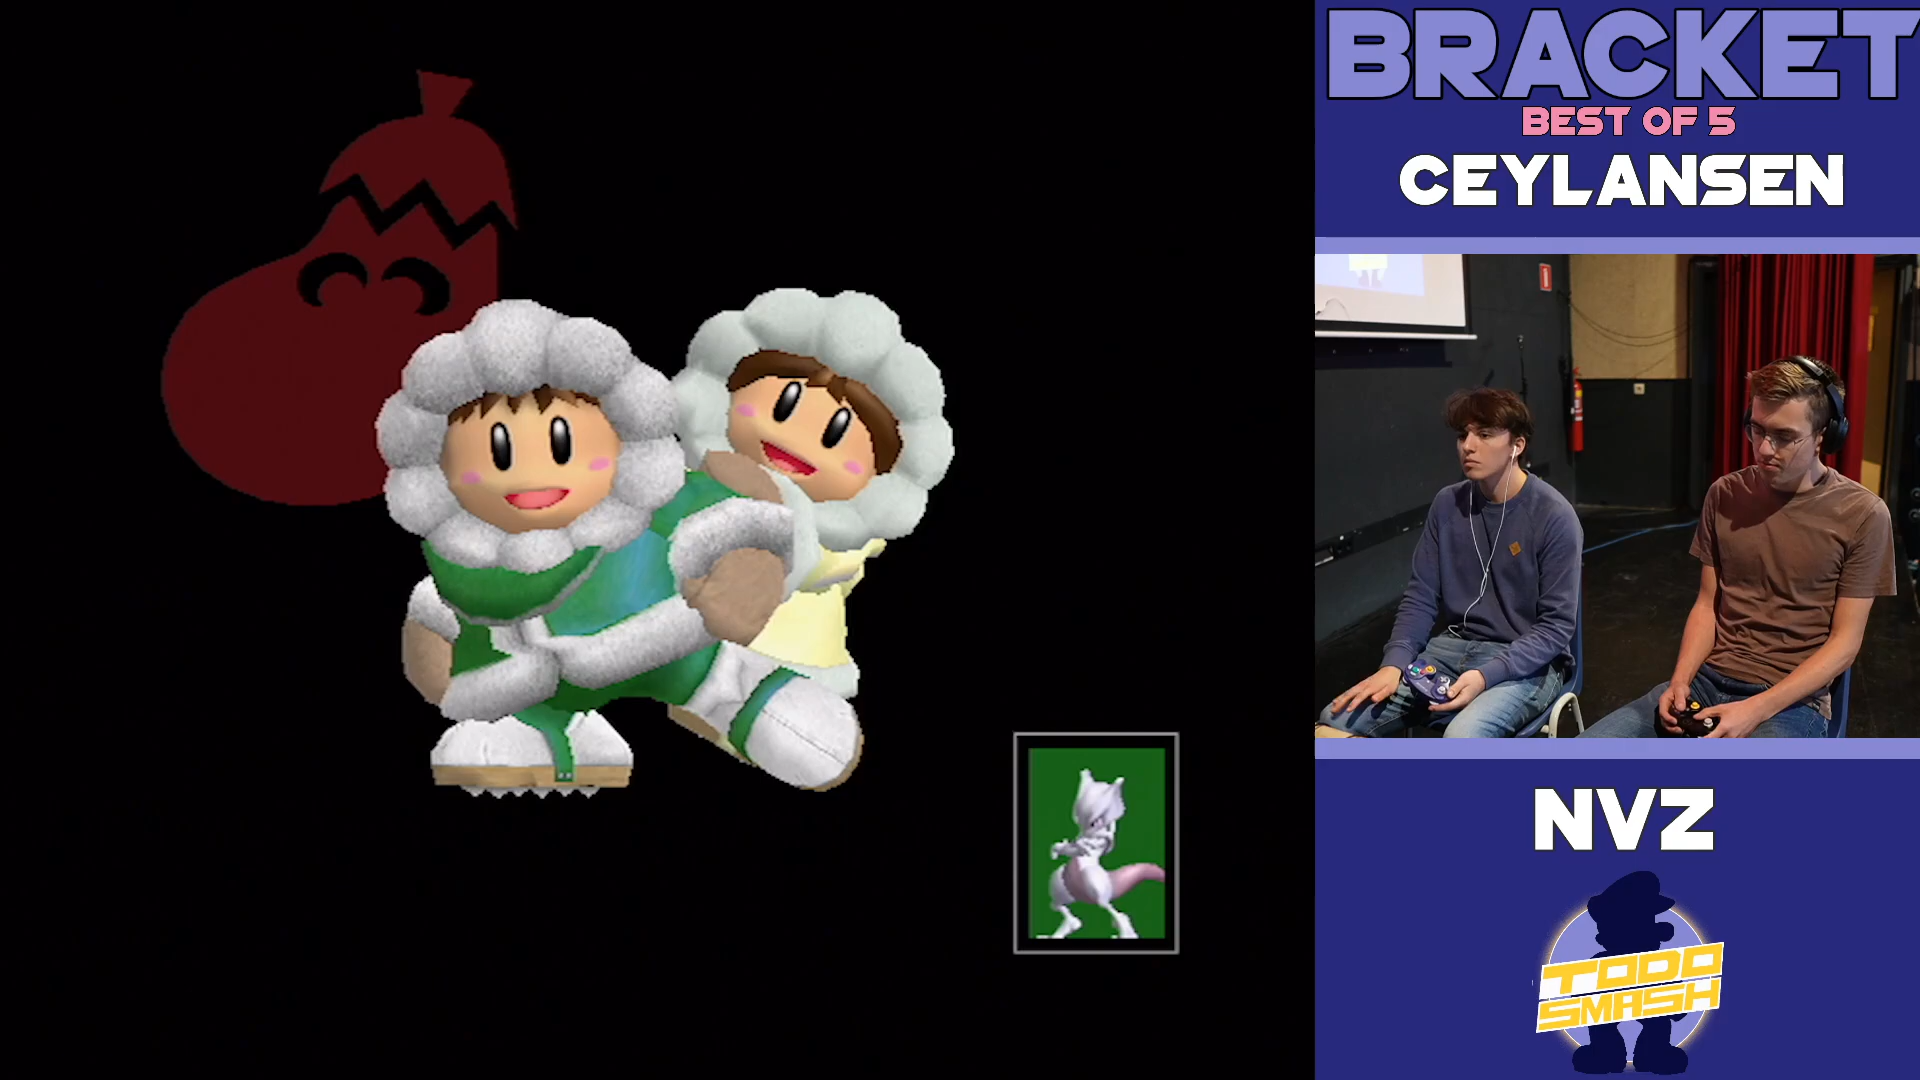 BRACKET
BEST OF 5
CEYLANSEN
NVZ
TODO
SMASH